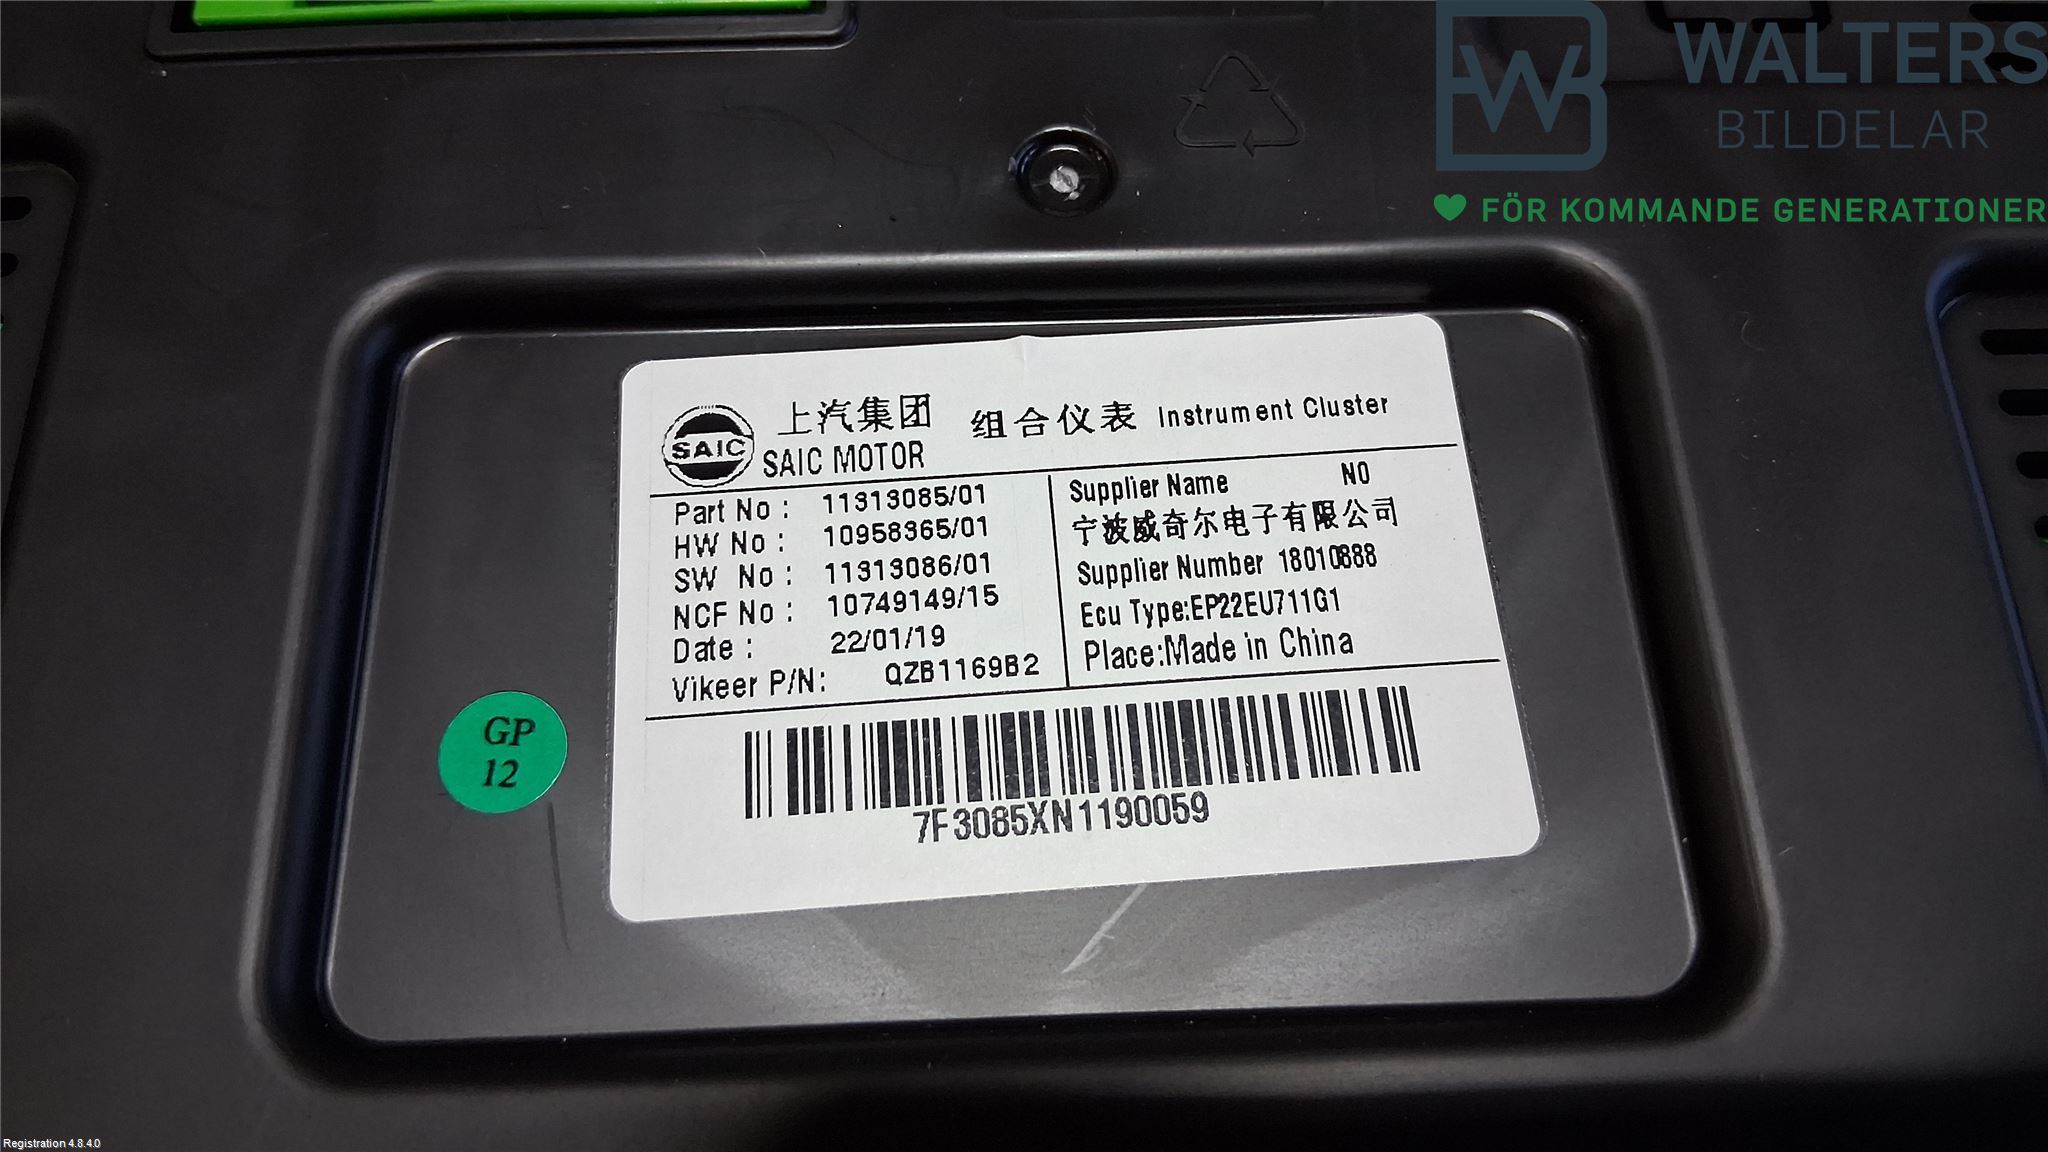 WALTERS
BILDELAR
FÖR KOMMANDE GENERATIONER
SAIC
上汽集团
SAIC MOTOR
组合仪表 Instrument Cluster
Part No : 11313085/01
HW No : 10958365/01
SW No : 11313086/01
NCF No : 10749149/15
Date : 22/01/19
Vikeer P/N: QZB1169B2
Supplier Name NO
宁波威奇尔电子有限公司
Supplier Number 18010888
Ecu Type:EP22EU711G1
Place:Made in China
7F3085XN1190059
GP
12
Registration 4.8.4.0